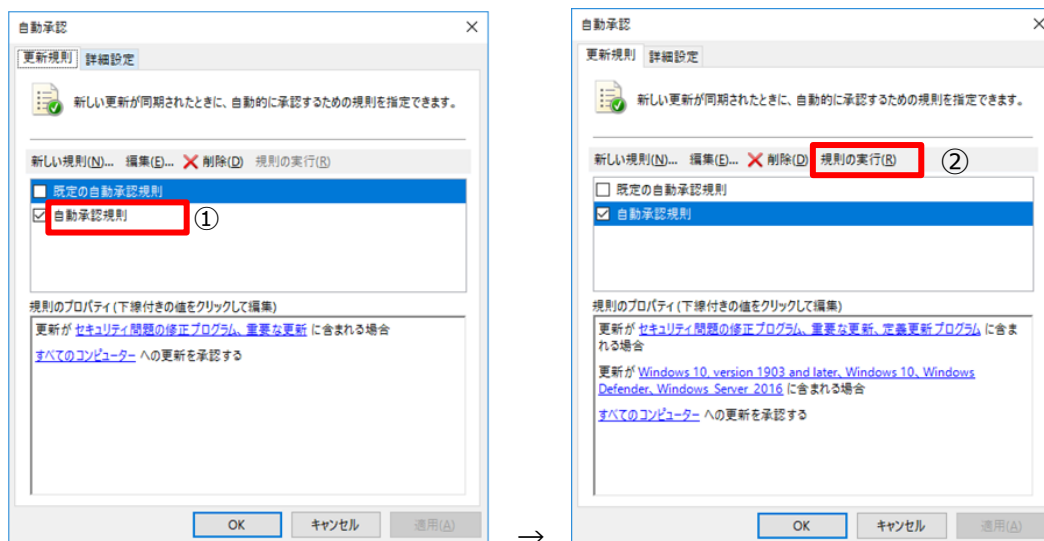 自動承認
更新規則 詳細設定
新しい更新が同期されたときに、自動的に承認するための規則を指定できます。
新しい規則(N)... 編集(E)... 削除(D) 規則の実行(R)
既定の自動承認規則
自動承認規則 ①
規則のプロパティ (下線付きの値をクリックして編集)
更新が セキュリティ問題の修正プログラム、重要な更新 に含まれる場合
すべてのコンピューター への更新を承認する
OK キャンセル 適用(A)
→
自動承認
更新規則 詳細設定
新しい更新が同期されたときに、自動的に承認するための規則を指定できます。
新しい規則(N)... 編集(E)... 削除(D) 規則の実行(R) ②
既定の自動承認規則
自動承認規則
規則のプロパティ (下線付きの値をクリックして編集)
更新が セキュリティ問題の修正プログラム、重要な更新、定義更新プログラム に含ま
れる場合
更新が Windows 10, version 1903 and later、Windows 10、Windows
Defender、Windows Server 2016 に含まれる場合
すべてのコンピューター への更新を承認する
OK キャンセル 適用(A)